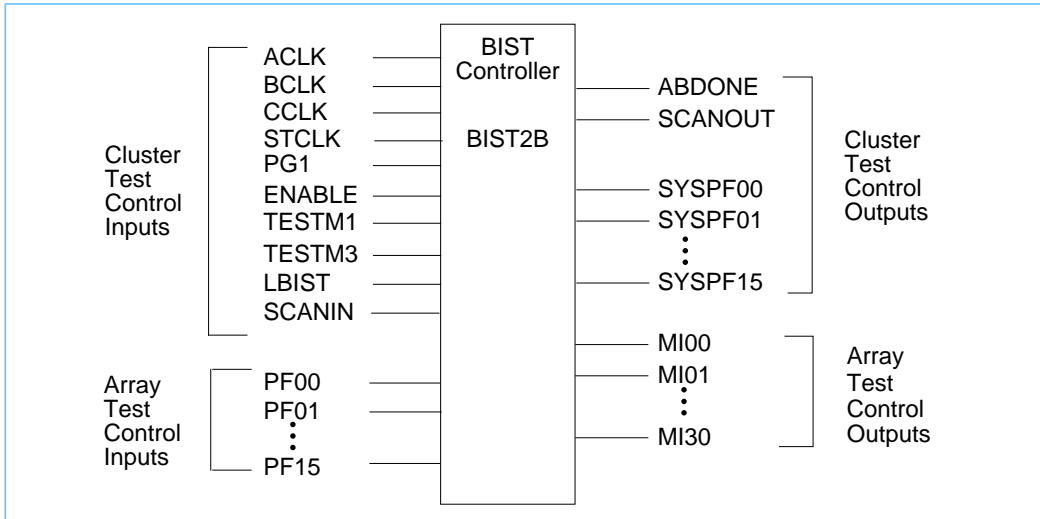 Cluster
Test
Control
Inputs
ACLK
BCLK
CCLK
STCLK
PG1
ENABLE
TESTM1
TESTM3
LBIST
SCANIN
Array
Test
Control
Inputs
PF00
PF01
PF15
BIST
Controller
BIST2B
ABDONE
SCANOUT
SYSPF00
SYSPF01
SYSPF15
Cluster
Test
Control
Outputs
MI00
MI01
MI30
Array
Test
Control
Outputs